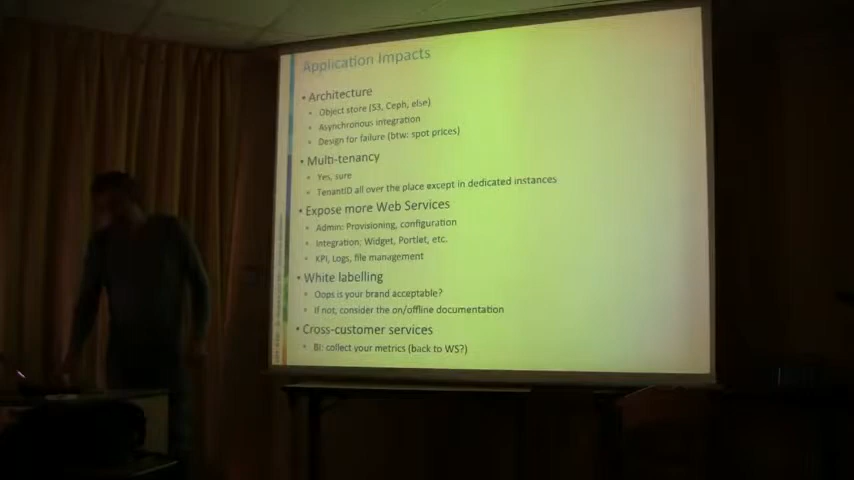 Application Impacts
• Architecture
• Object store (S3, Ceph, else)
• Asynchronous integration
• Design for failure (btw: spot prices)
• Multi-tenancy
• Yes, sure
• TenantID all over the place except in dedicated instances
• Expose more Web Services
• Admin: Provisioning, configuration
• Integration: Widget, Portlet, etc.
• KPI, Logs, file management
• White labelling
• Oops is your brand acceptable?
• If not, consider the on/offline documentation
• Cross-customer services
• BI: collect your metrics (back to WS?)